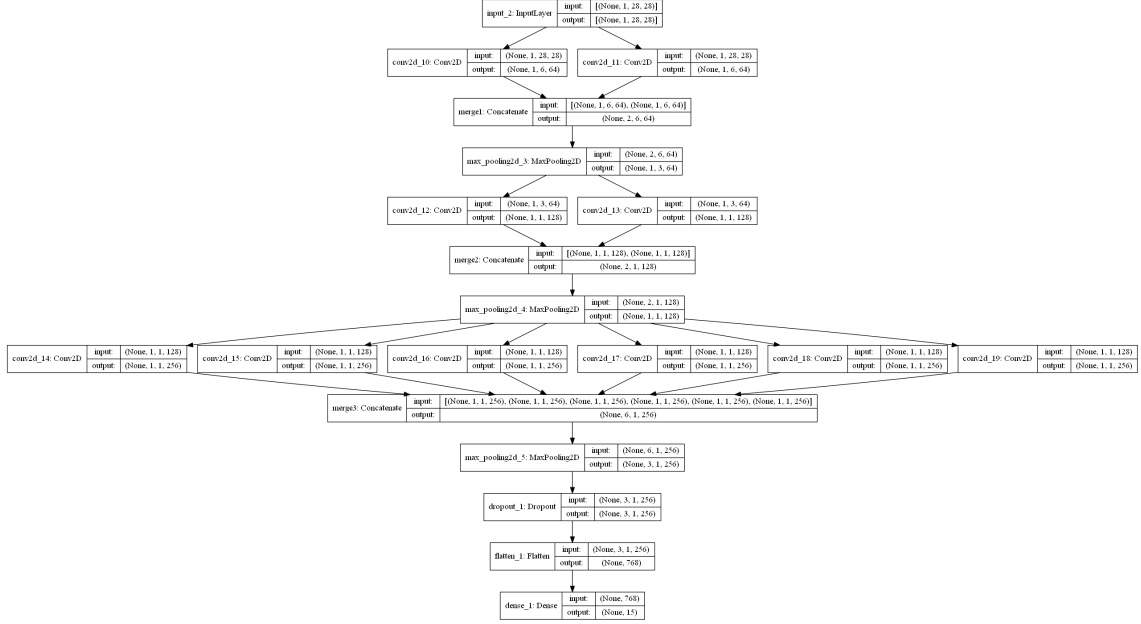 input_2: InputLayer input: [(None, 1, 28, 28)]
output: [(None, 1, 28, 28)]
conv2d_10: Conv2D input: (None, 1, 28, 28)
output: (None, 1, 6, 64)
conv2d_11: Conv2D input: (None, 1, 28, 28)
output: (None, 1, 6, 64)
merge1: Concatenate input: [(None, 1, 6, 64), (None, 1, 6, 64)]
output: (None, 2, 6, 64)
max_pooling2d_3: MaxPooling2D input: (None, 2, 6, 64)
output: (None, 1, 3, 64)
conv2d_12: Conv2D input: (None, 1, 3, 64)
output: (None, 1, 1, 128)
conv2d_13: Conv2D input: (None, 1, 3, 64)
output: (None, 1, 1, 128)
merge2: Concatenate input: [(None, 1, 1, 128), (None, 1, 1, 128)]
output: (None, 2, 1, 128)
max_pooling2d_4: MaxPooling2D input: (None, 2, 1, 128)
output: (None, 1, 1, 128)
conv2d_14: Conv2D input: (None, 1, 1, 128)
output: (None, 1, 1, 256)
conv2d_15: Conv2D input: (None, 1, 1, 128)
output: (None, 1, 1, 256)
conv2d_16: Conv2D input: (None, 1, 1, 128)
output: (None, 1, 1, 256)
conv2d_17: Conv2D input: (None, 1, 1, 128)
output: (None, 1, 1, 256)
conv2d_18: Conv2D input: (None, 1, 1, 128)
output: (None, 1, 1, 256)
conv2d_19: Conv2D input: (None, 1, 1, 128)
output: (None, 1, 1, 256)
merge3: Concatenate input: [(None, 1, 1, 256), (None, 1, 1, 256), (None, 1, 1, 256), (None, 1, 1, 256), (None, 1, 1, 256), (None, 1, 1, 256)]
output: (None, 6, 1, 256)
max_pooling2d_5: MaxPooling2D input: (None, 6, 1, 256)
output: (None, 3, 1, 256)
dropout_1: Dropout input: (None, 3, 1, 256)
output: (None, 3, 1, 256)
flatten_1: Flatten input: (None, 3, 1, 256)
output: (None, 768)
dense_1: Dense input: (None, 768)
output: (None, 15)